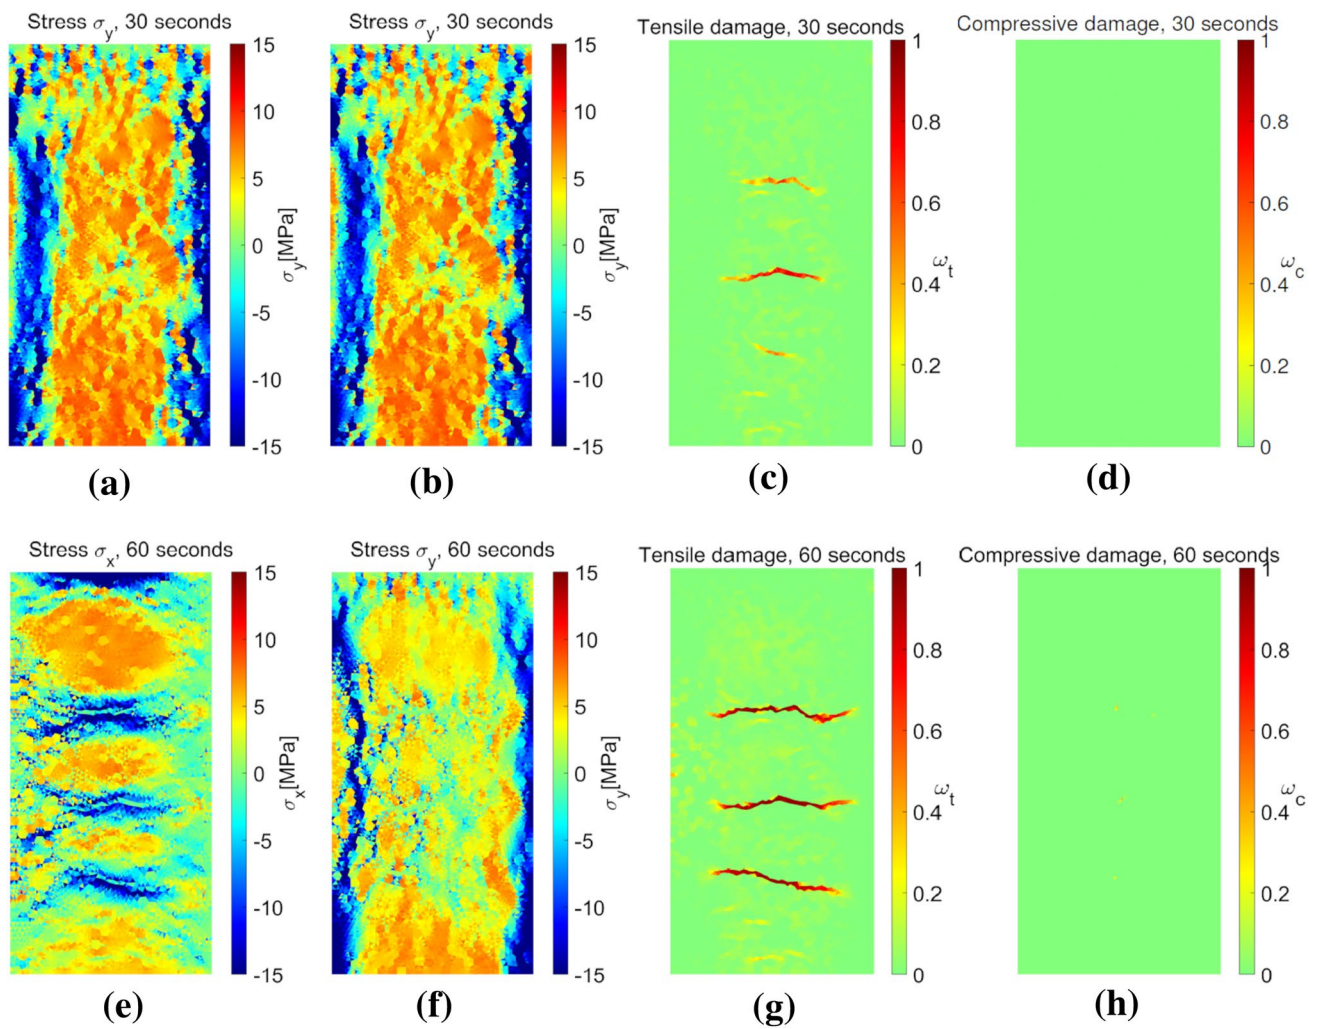 Stress σy, 30 seconds
15
10
5
0
-5
-10
-15
σy[MPa]
(a)
Stress σy, 30 seconds
15
10
5
0
-5
-10
-15
σy[MPa]
(b)
Tensile damage, 30 seconds
1
0.8
0.6
0.4
0.2
0
ωt
(c)
Compressive damage, 30 seconds
1
0.8
0.6
0.4
0.2
0
ωc
(d)
Stress σx, 60 seconds
15
10
5
0
-5
-10
-15
σx[MPa]
(e)
Stress σy, 60 seconds
15
10
5
0
-5
-10
-15
σy[MPa]
(f)
Tensile damage, 60 seconds
1
0.8
0.6
0.4
0.2
0
ωt
(g)
Compressive damage, 60 seconds
1
0.8
0.6
0.4
0.2
0
ωc
(h)